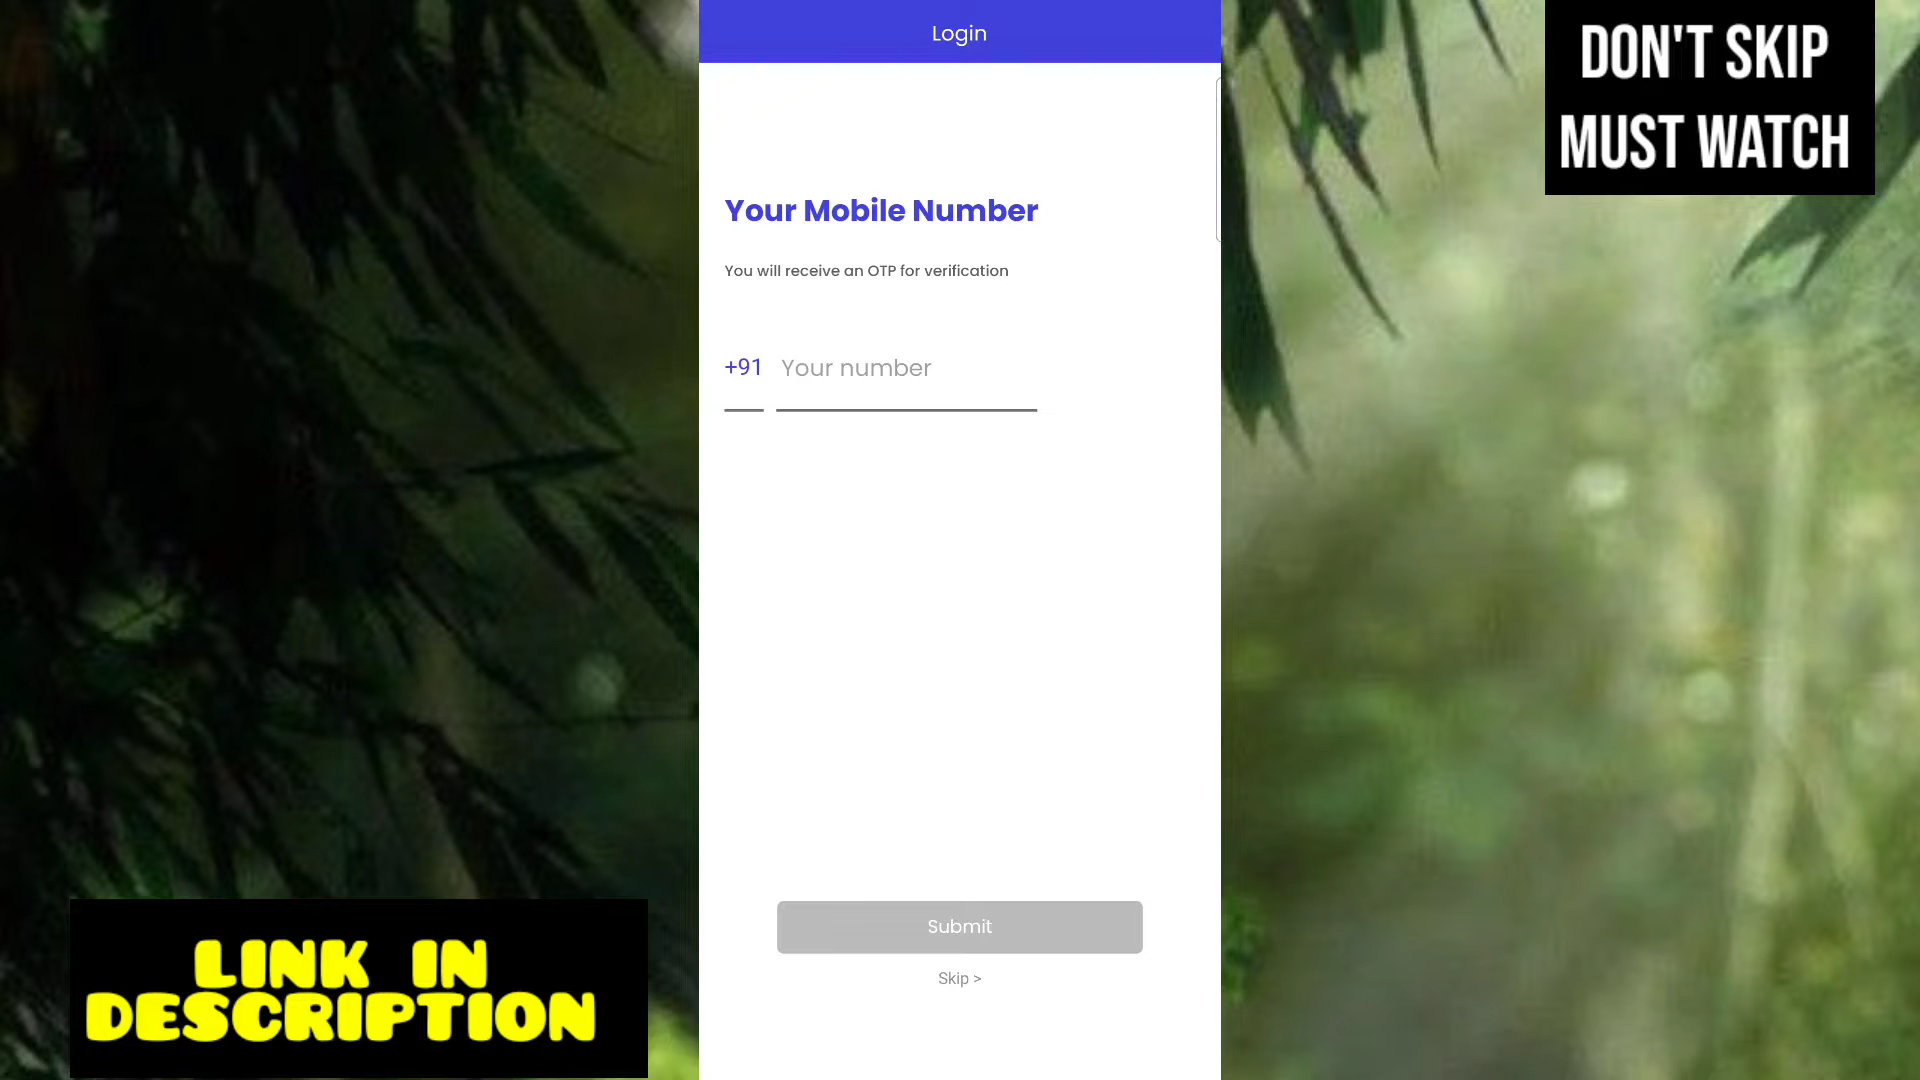 Login
DON'T SKIP
MUST WATCH
Your Mobile Number
You will receive an OTP for verification
+91 Your number
Submit
Skip >
LINK IN
DESCRIPTION